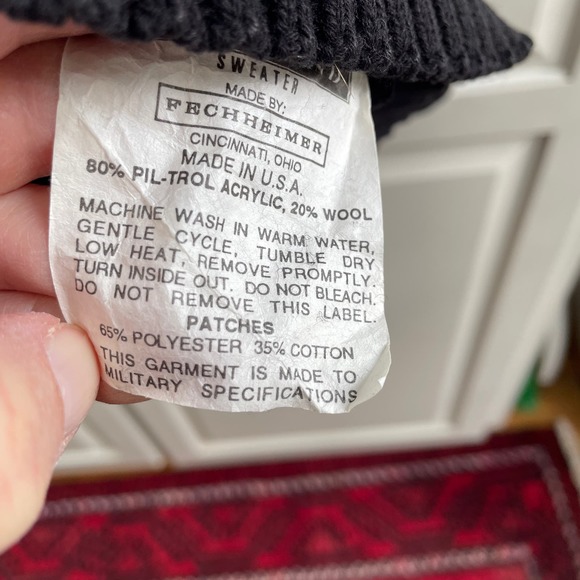 SWEATER
MADE BY:
FECHHEIMER
CINCINNATI, OHIO
MADE IN U.S.A.
80% PIL-TROL ACRYLIC, 20% WOOL
MACHINE WASH IN WARM WATER,
GENTLE CYCLE, TUMBLE DRY
LOW HEAT, REMOVE PROMPTLY.
TURN INSIDE OUT. DO NOT BLEACH.
DO NOT REMOVE THIS LABEL.
PATCHES
65% POLYESTER 35% COTTON
THIS GARMENT IS MADE TO
MILITARY SPECIFICATIONS